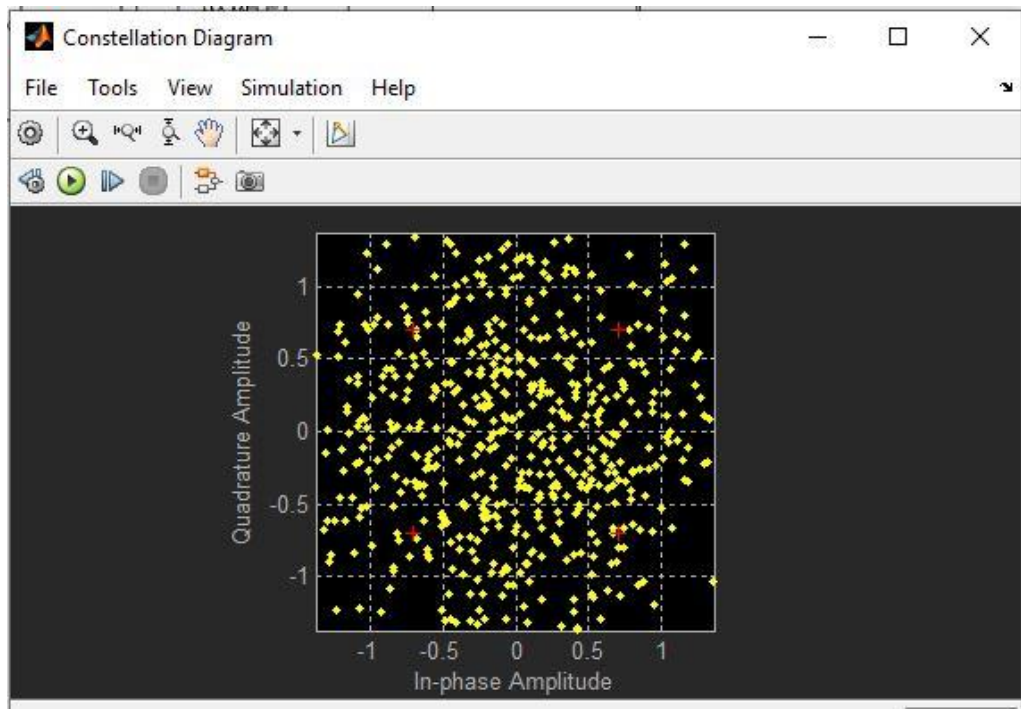 Constellation Diagram
File Tools View Simulation Help
1
0.5
0
-0.5
-1
Quadrature Amplitude
-1 -0.5 0 0.5 1
In-phase Amplitude